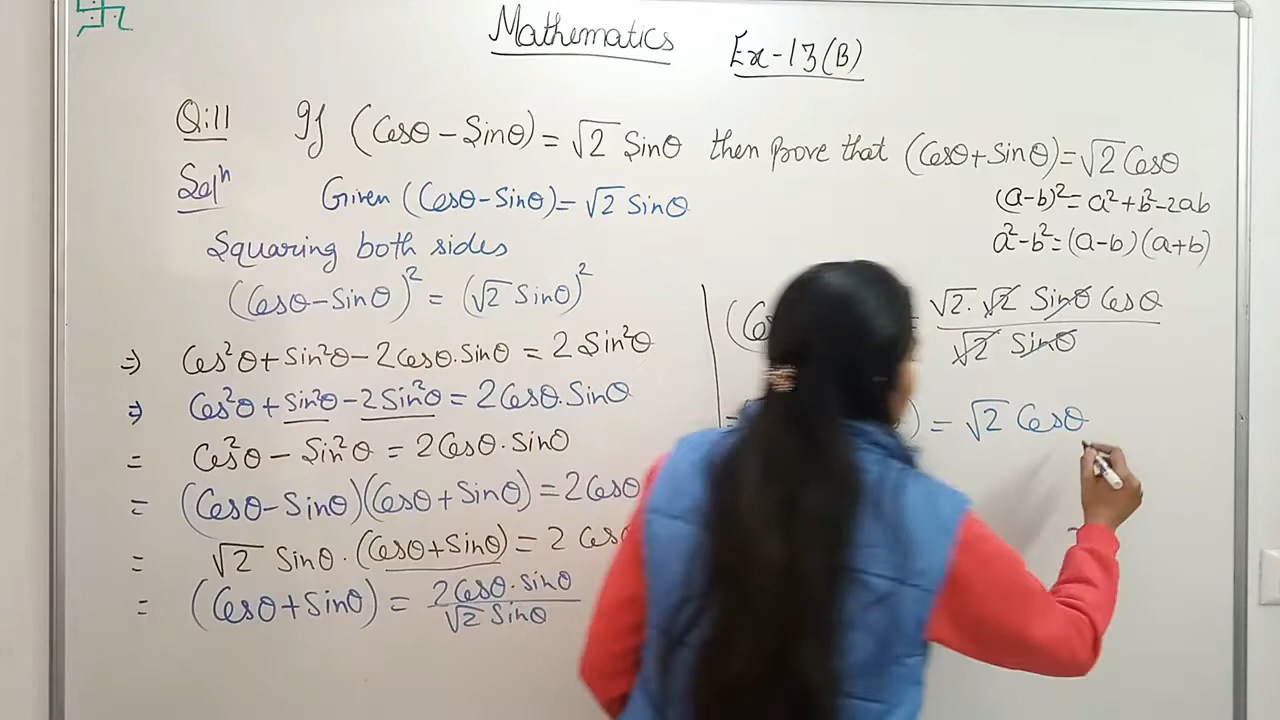 Mathematics Ex-13(B)
Q:11 If (Cosθ - Sinθ) = √2 Sinθ then prove that (Cosθ + Sinθ) = √2 Cosθ
Solⁿ Given (Cosθ - Sinθ) = √2 Sinθ
(a-b)² = a² + b² - 2ab
a² - b² = (a-b)(a+b)
Squaring both sides
(Cosθ - Sinθ)² = (√2 Sinθ)²
=) Cos²θ + Sin²θ - 2Cosθ.Sinθ = 2Sin²θ
=) Cos²θ + Sin²θ - 2Sin²θ = 2Cosθ.Sinθ
= Cos²θ - Sin²θ = 2Cosθ.Sinθ
= (Cosθ - Sinθ)(Cosθ + Sinθ) = 2Cosθ
= √2 Sinθ.(Cosθ + Sinθ) = 2
= (Cosθ + Sinθ) = 2Cosθ.Sinθ
√2 Sinθ
= √2.√2 Sinθ Cosθ
√2 Sinθ
) = √2 Cosθ